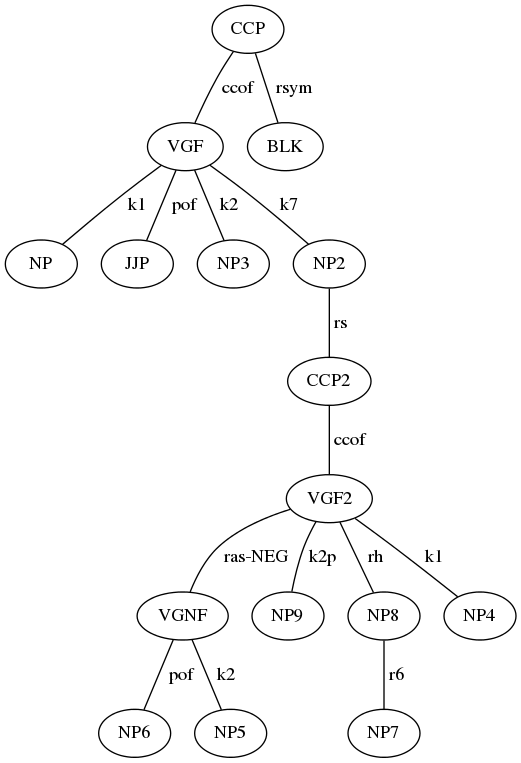 CCP
ccof rsym
VGF BLK
k1 pof k2 k7
NP JJP NP3 NP2
rs
CCP2
ccof
VGF2
ras-NEG k2p rh k1
VGNF NP9 NP8 NP4
pof k2 r6
NP6 NP5 NP7